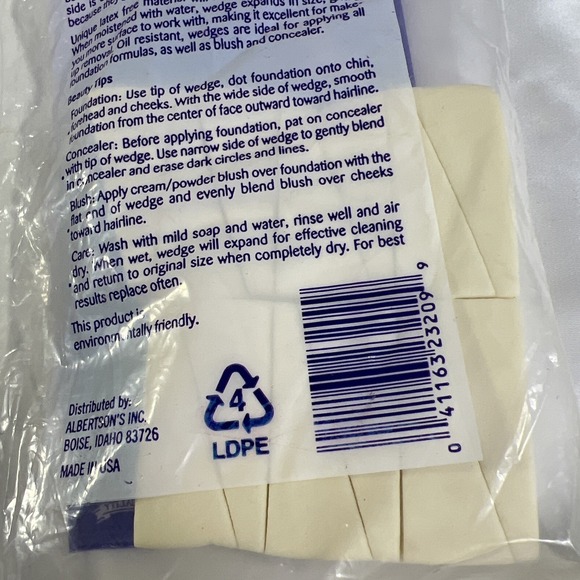 side is
because they
Unique latex free material
When moistened with water, wedge expands in size, g
you more surface to work with, making it excellent for make-
up removal. Oil resistant, wedges are ideal for applying all
foundation formulas, as well as blush and concealer.
Beauty Tips
Foundation: Use tip of wedge, dot foundation onto chin,
forehead and cheeks. With the wide side of wedge, smooth
foundation from the center of face outward toward hairline.
Concealer: Before applying foundation, pat on concealer
with tip of wedge. Use narrow side of wedge to gently blend
in concealer and erase dark circles and lines.
Blush: Apply cream/powder blush over foundation with the
flat end of wedge and evenly blend blush over cheeks
toward hairline.
Care: Wash with mild soap and water, rinse well and air
dry. When wet, wedge will expand for effective cleaning
and return to original size when completely dry. For best
results replace often.
This product is
environmentally friendly.
Distributed by:
ALBERTSON'S INC.
BOISE, IDAHO 83726
MADE IN USA
4
LDPE
0 41163 23209 9